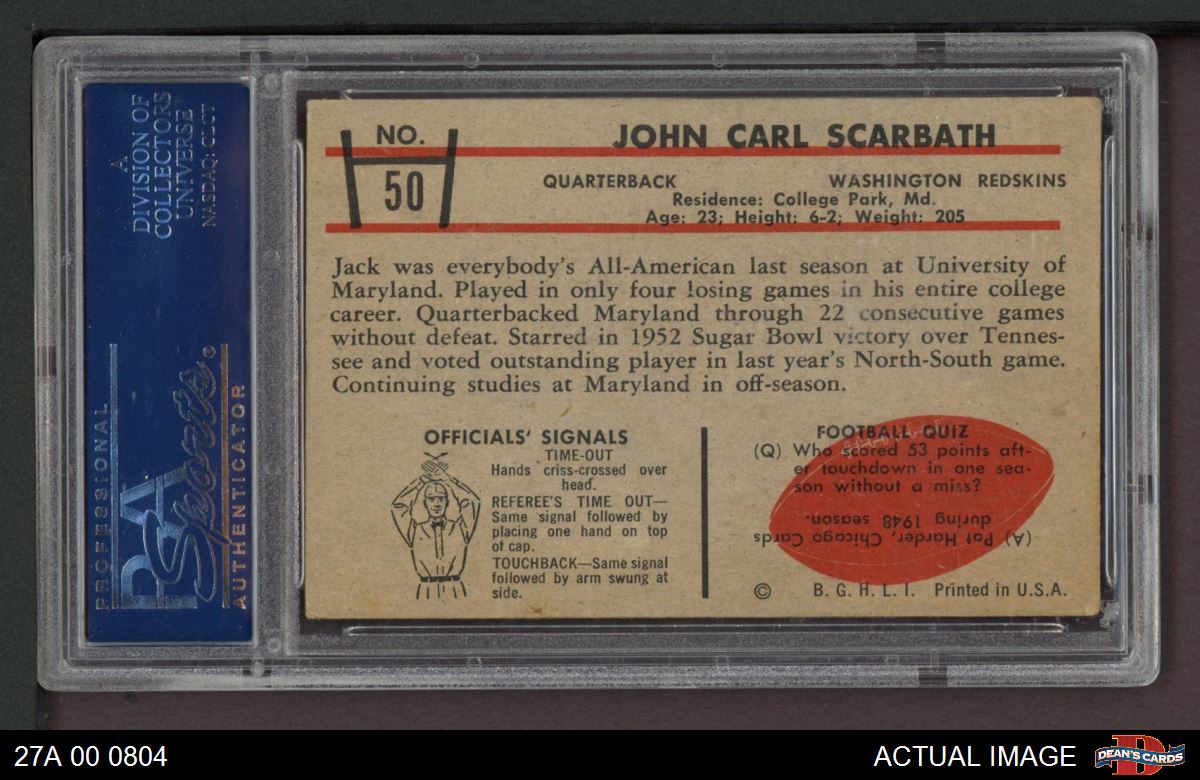 A
DIVISION OF
COLLECTORS
UNIVERSE
NASDAQ: CLCT
PROFESSIONAL
PSA
Sports®
AUTHENTICATOR
NO.
50
JOHN CARL SCARBATH
QUARTERBACK WASHINGTON REDSKINS
Residence: College Park, Md.
Age: 23; Height: 6-2; Weight: 205
Jack was everybody's All-American last season at University of
Maryland. Played in only four losing games in his entire college
career. Quarterbacked Maryland through 22 consecutive games
without defeat. Starred in 1952 Sugar Bowl victory over Tennes-
see and voted outstanding player in last year's North-South game.
Continuing studies at Maryland in off-season.
OFFICIALS' SIGNALS
TIME-OUT
Hands criss-crossed over
head.
REFEREE'S TIME OUT—
Same signal followed by
placing one hand on top
of cap.
TOUCHBACK—Same signal
followed by arm swung at
side.
FOOTBALL QUIZ
(Q) Who scored 53 points aft-
er touchdown in one sea-
son without a miss?
(A) Pat Harder, Chicago Cards
during 1948 season.
© B. G. H. L. I. Printed in U.S.A.
27A 00 0804
ACTUAL IMAGE
DEAN'S CARDS